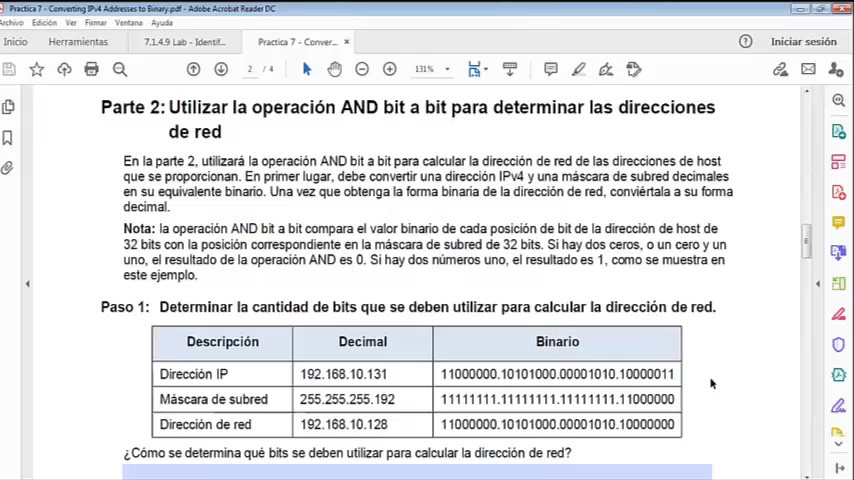 Practica 7 - Converting IPv4 Addresses to Binary.pdf - Adobe Acrobat Reader DC
Archivo Edición Ver Firmar Ventana Ayuda
Inicio Herramientas 7.1.4.9 Lab - Identif... Practica 7 - Conver... × Iniciar sesión
2 / 4 131%
Parte 2: Utilizar la operación AND bit a bit para determinar las direcciones
de red
En la parte 2, utilizará la operación AND bit a bit para calcular la dirección de red de las direcciones de host
que se proporcionan. En primer lugar, debe convertir una dirección IPv4 y una máscara de subred decimales
en su equivalente binario. Una vez que obtenga la forma binaria de la dirección de red, conviértala a su forma
decimal.
Nota: la operación AND bit a bit compara el valor binario de cada posición de bit de la dirección de host de
32 bits con la posición correspondiente en la máscara de subred de 32 bits. Si hay dos ceros, o un cero y un
uno, el resultado de la operación AND es 0. Si hay dos números uno, el resultado es 1, como se muestra en
este ejemplo.
Paso 1: Determinar la cantidad de bits que se deben utilizar para calcular la dirección de red.
Descripción Decimal Binario
Dirección IP 192.168.10.131 11000000.10101000.00001010.10000011
Máscara de subred 255.255.255.192 11111111.11111111.11111111.11000000
Dirección de red 192.168.10.128 11000000.10101000.00001010.10000000
¿Cómo se determina qué bits se deben utilizar para calcular la dirección de red?